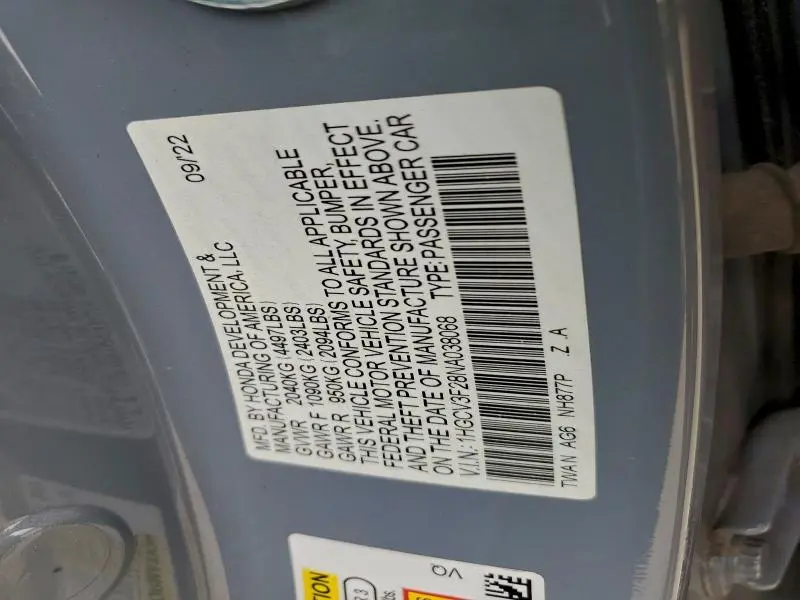 MFD. BY HONDA DEVELOPMENT & 09/'22
MANUFACTURING OF AMERICA, LLC
GVWR 2040KG (4497LBS)
GAWR F 1090KG (2403LBS)
GAWR R 950KG (2094LBS)
THIS VEHICLE CONFORMS TO ALL APPLICABLE
FEDERAL MOTOR VEHICLE SAFETY, BUMPER,
AND THEFT PREVENTION STANDARDS IN EFFECT
ON THE DATE OF MANUFACTURE SHOWN ABOVE.
V.I.N: 1HGCV3F28NA038068 TYPE: PASSENGER CAR
TWAN AG6 NH877P Z . A
VQ